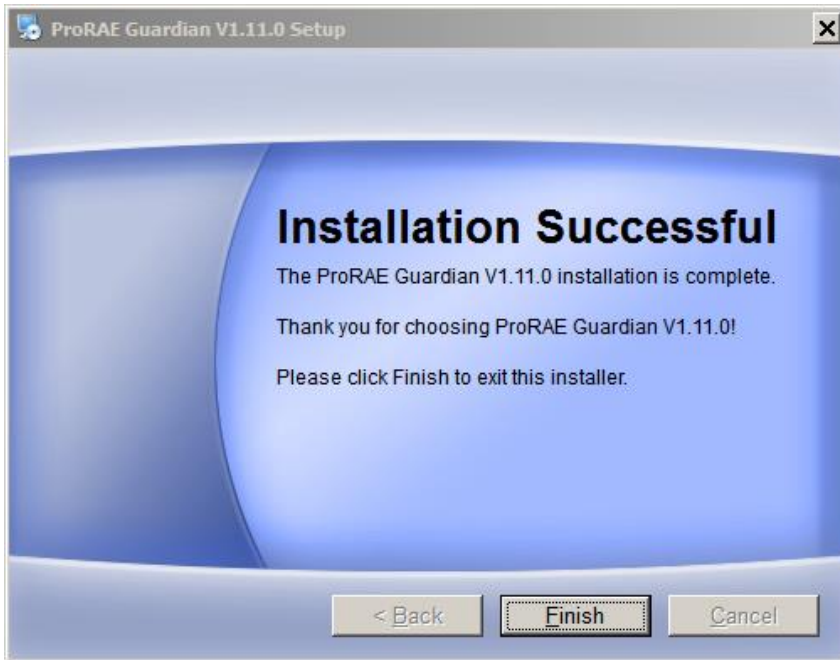 ProRAE Guardian V1.11.0 Setup
Installation Successful
The ProRAE Guardian V1.11.0 installation is complete.
Thank you for choosing ProRAE Guardian V1.11.0!
Please click Finish to exit this installer.
< Back Finish Cancel